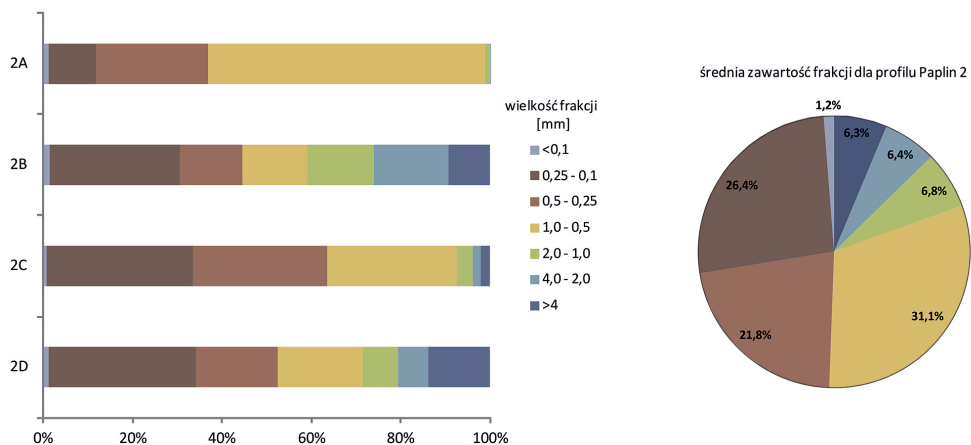 2A
2B
2C
2D
0%
20%
40%
60%
80%
100%
wielkość frakcji
[mm]
<0,1
0,25 - 0,1
0,5 - 0,25
1,0 - 0,5
2,0 - 1,0
4,0 - 2,0
>4
średnia zawartość frakcji dla profilu Paplin 2
1,2%
6,3%
6,4%
6,8%
31,1%
21,8%
26,4%